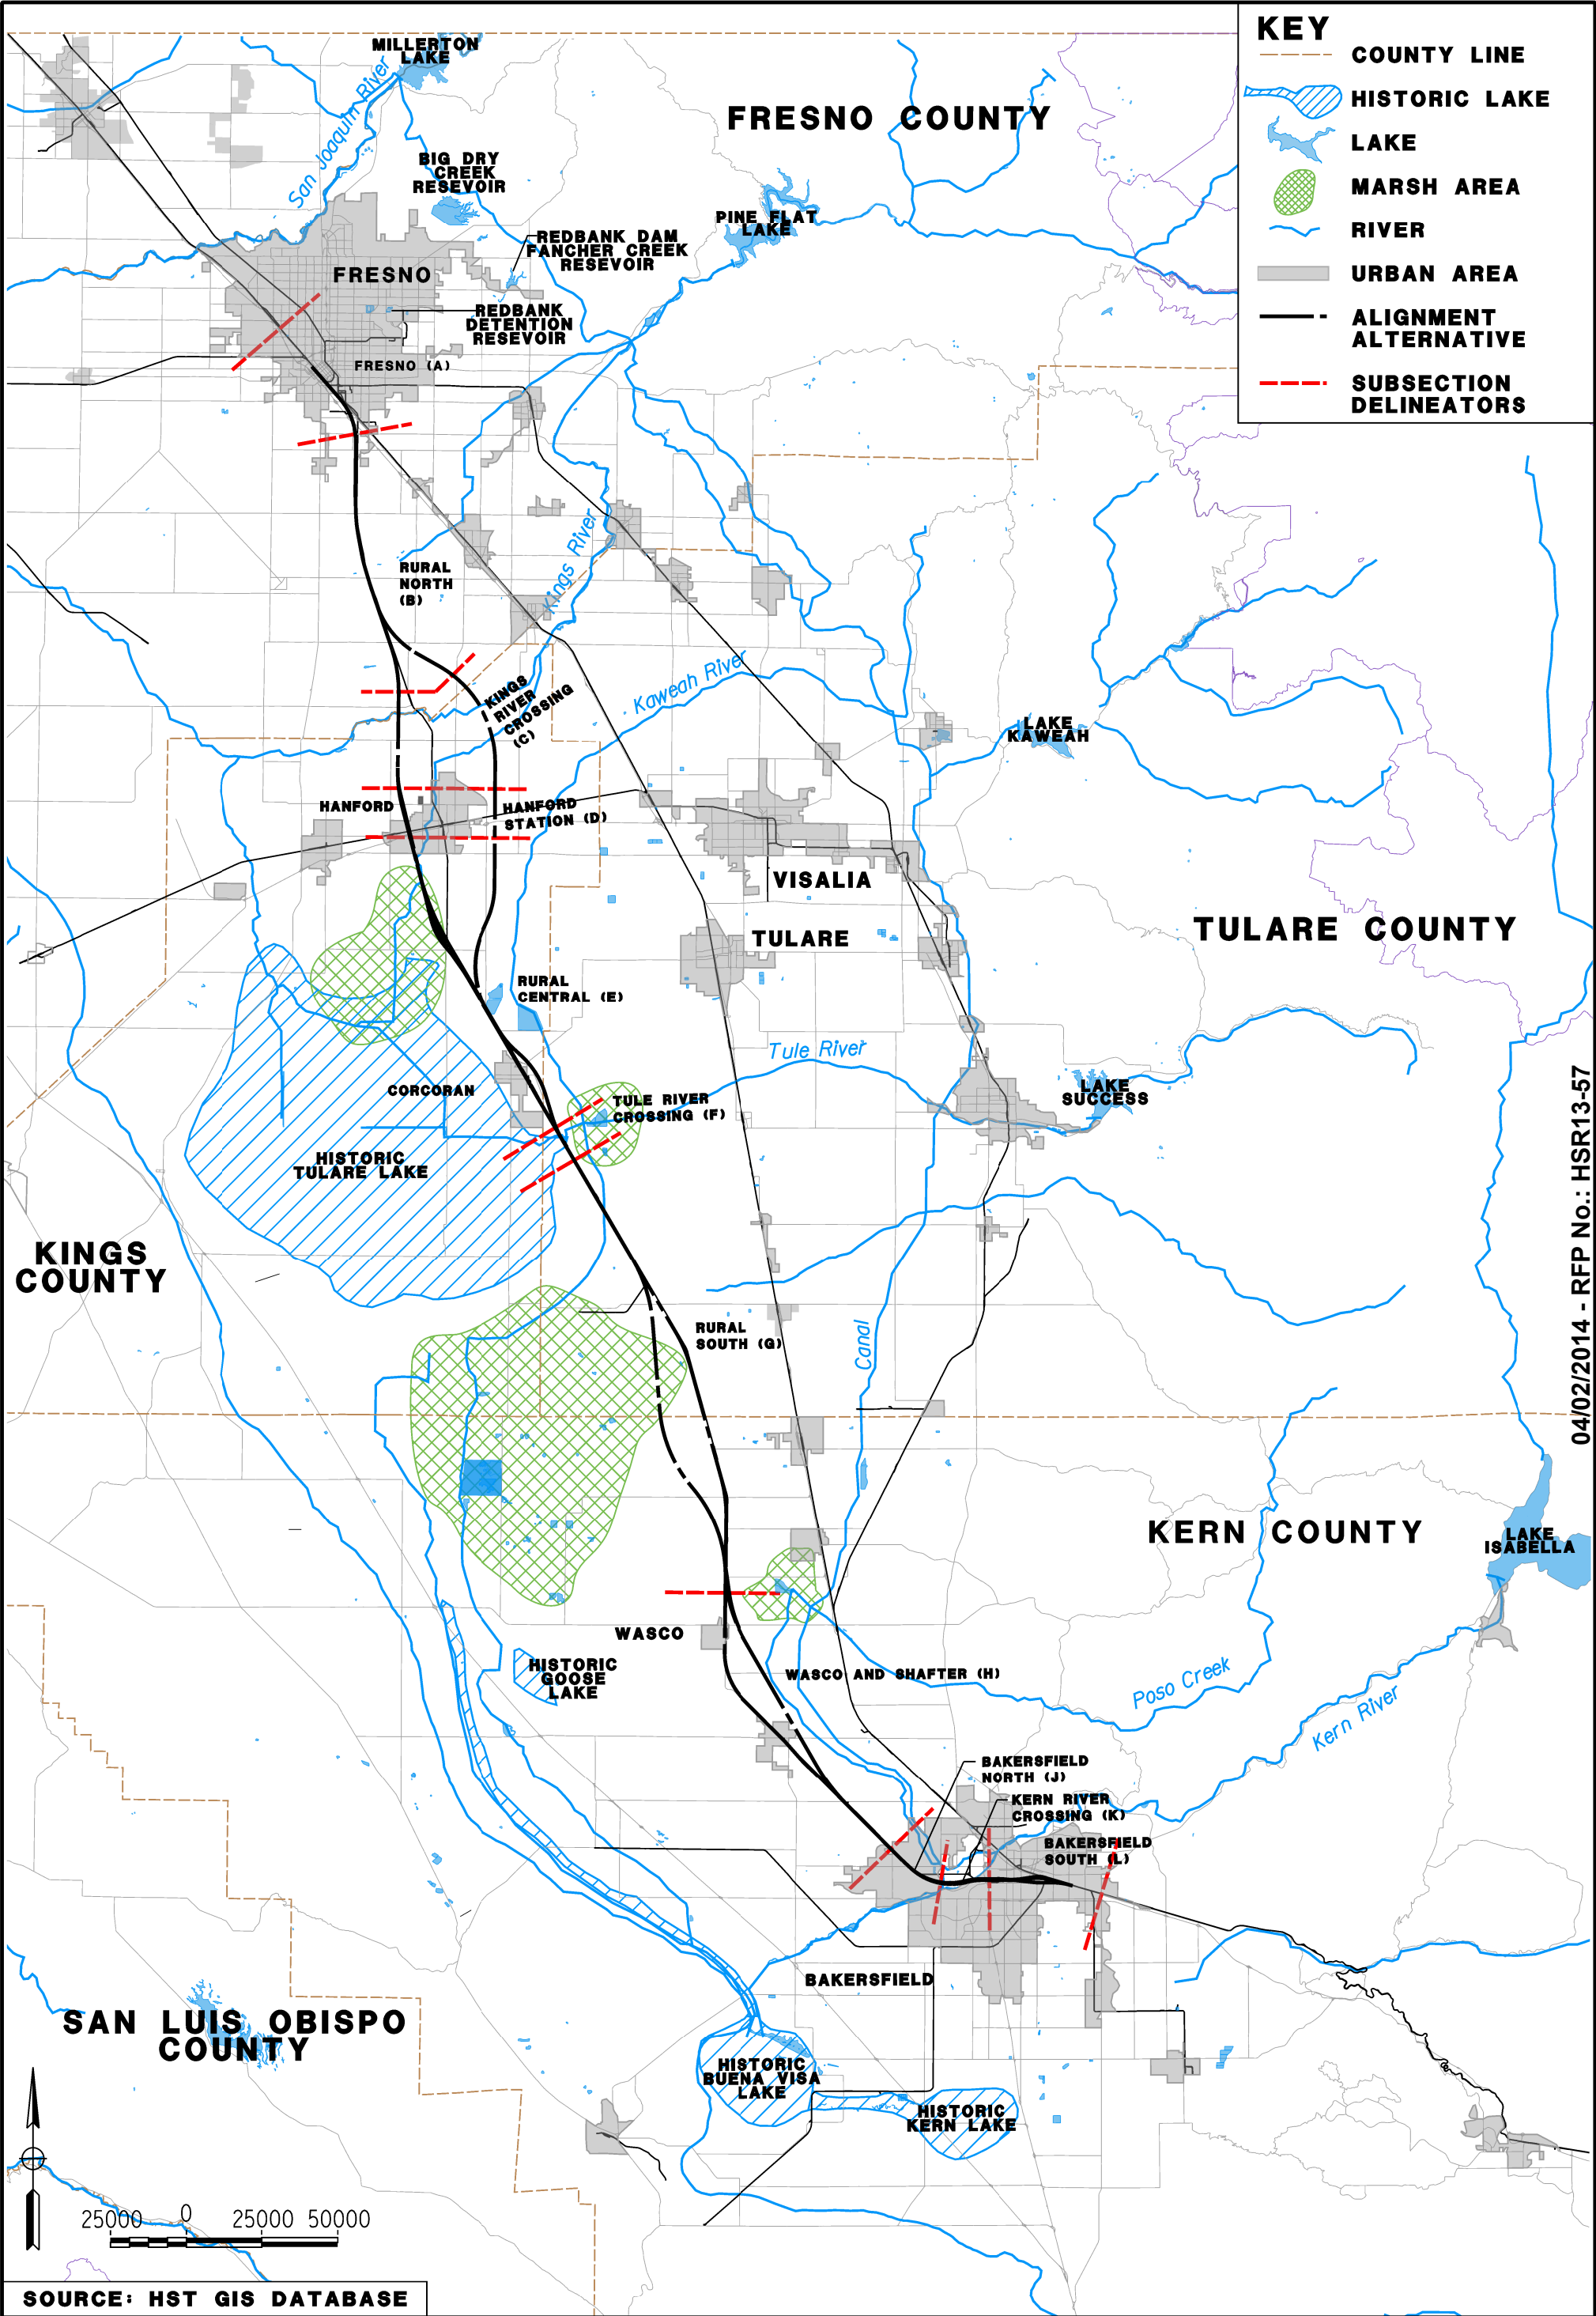 KEY
COUNTY LINE
HISTORIC LAKE
LAKE
MARSH AREA
RIVER
URBAN AREA
ALIGNMENT
ALTERNATIVE
SUBSECTION
DELINEATORS
MILLERTON
LAKE
San Joaquin River
FRESNO COUNTY
BIG DRY
CREEK
RESEVOIR
PINE FLAT
LAKE
REDBANK DAM
FANCHER CREEK
RESEVOIR
FRESNO
REDBANK
DETENTION
RESEVOIR
FRESNO (A)
RURAL
NORTH
(B)
Kings River
KINGS
RIVER
CROSSING
(C)
Kaweah River
LAKE
KAWEAH
HANFORD
HANFORD
STATION (D)
VISALIA
TULARE
TULARE COUNTY
RURAL
CENTRAL (E)
Tule River
CORCORAN
TULE RIVER
CROSSING (F)
LAKE
SUCCESS
HISTORIC
TULARE LAKE
KINGS
COUNTY
RURAL
SOUTH (G)
Canal
KERN COUNTY
LAKE
ISABELLA
WASCO
HISTORIC
GOOSE
LAKE
WASCO AND SHAFTER (H)
Poso Creek
Kern River
BAKERSFIELD
NORTH (J)
KERN RIVER
CROSSING (K)
BAKERSFIELD
SOUTH (L)
BAKERSFIELD
SAN LUIS OBISPO
COUNTY
HISTORIC
BUENA VISA
LAKE
HISTORIC
KERN LAKE
25000 0 25000 50000
SOURCE: HST GIS DATABASE
04/02/2014 - RFP No.: HSR13-57